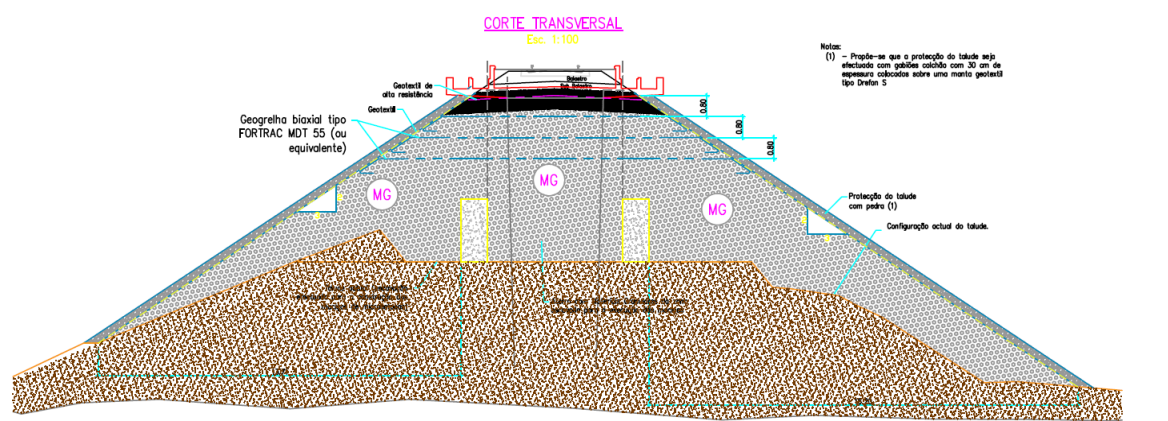 CORTE TRANSVERSAL
Esc. 1:100
Notas:
(1) - Propõe-se que a protecção do talude seja
efectuada com gabiões colchão com 30 cm de
espessura colocados sobre uma manta geotextil
tipo Drefon S
Geotextil de
alta resistência
Balastro
Sub Balastro
Geotextil
Geogrelha biaxial tipo
FORTRAC MDT 55 (ou
equivalente)
0.80
0.80
0.80
MG
MG
MG
Protecção do talude
com pedra (1)
Configuração actual do talude.